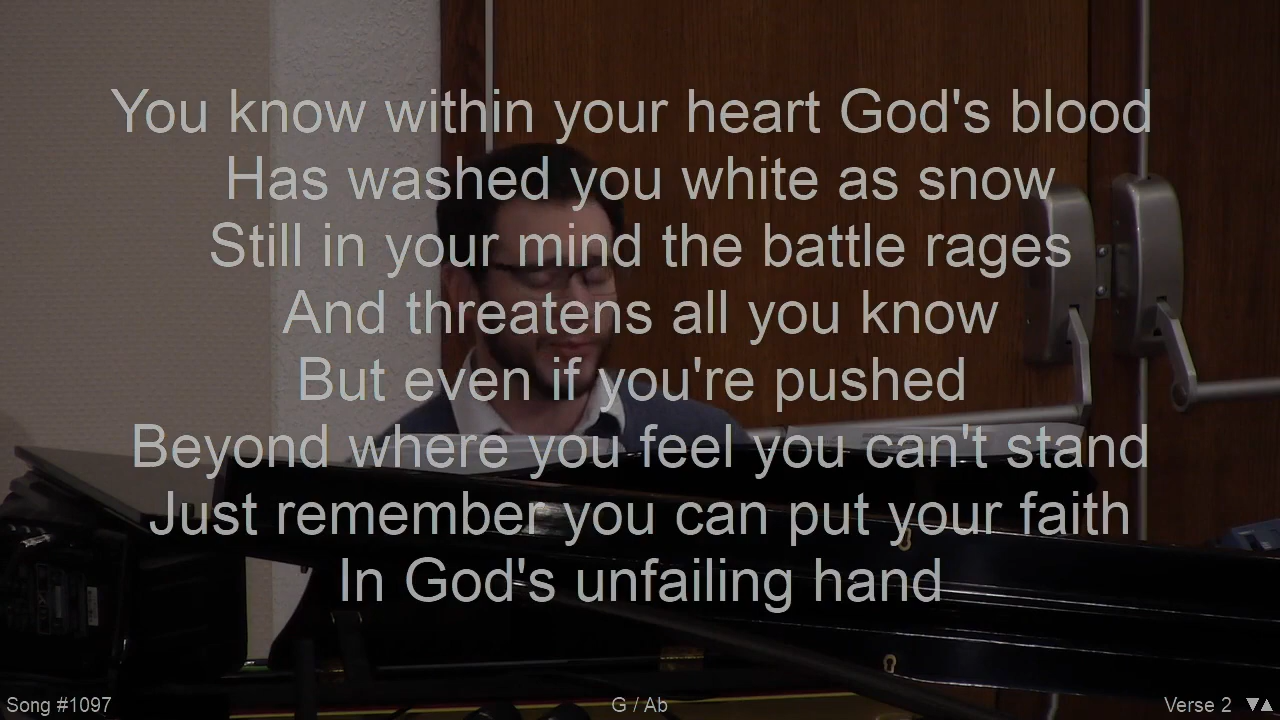 You know within your heart God's blood
Has washed you white as snow
Still in your mind the battle rages
And threatens all you know
But even if you're pushed
Beyond where you feel you can't stand
Just remember you can put your faith
In God's unfailing hand
Song #1097
G / Ab
Verse 2 ▼▲